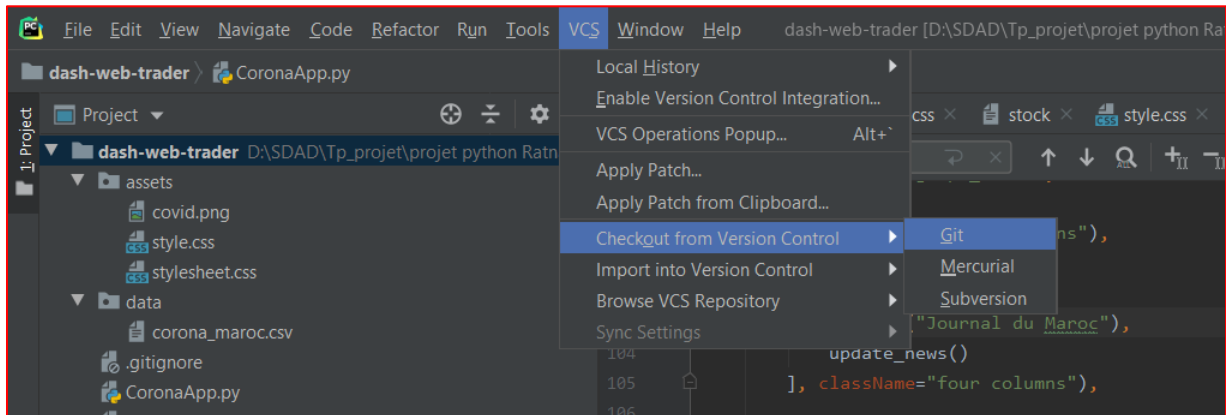 PC File Edit View Navigate Code Refactor Run Tools VCS Window Help dash-web-trader [D:\SDAD\Tp_projet\projet python Ra
dash-web-trader CoronaApp.py
1: Project
Project
dash-web-trader D:\SDAD\Tp_projet\projet python Ratn
assets
covid.png
style.css
stylesheet.css
data
corona_maroc.csv
.gitignore
CoronaApp.py
Local History
Enable Version Control Integration...
VCS Operations Popup... Alt+`
Apply Patch...
Apply Patch from Clipboard...
Checkout from Version Control
Import into Version Control
Browse VCS Repository
Sync Settings
Git
Mercurial
Subversion
css stock style.css
ns"),
"Journal du Maroc"),
104 update_news()
105 ], className="four columns"),
106